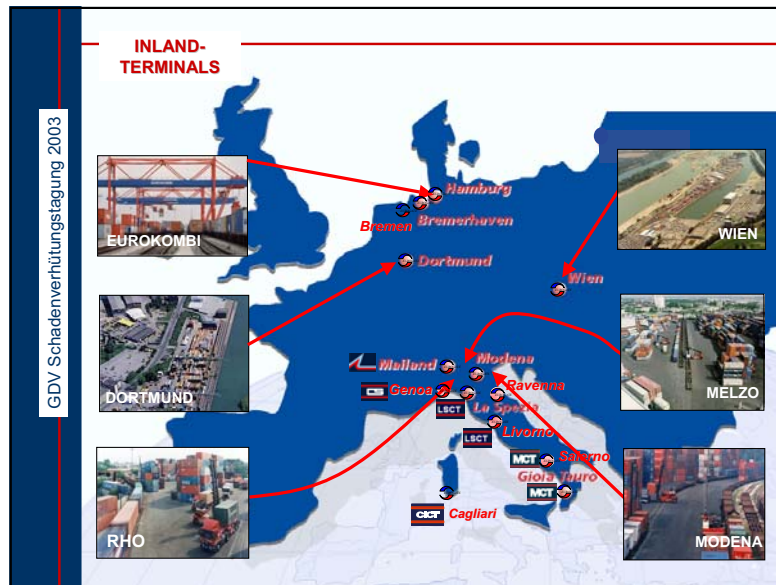 INLAND-
TERMINALS
GDV Schadenverhütungstagung 2003
EUROKOMBI
WIEN
Hamburg
Bremen
Bremerhaven
Dortmund
Wien
DORTMUND
MELZO
Mailand
Modena
Genoa
Ravenna
LSCT
La Spezia
LSCT
Livorno
MCT
Salerno
Gioia Tauro
MCT
CICT
Cagliari
RHO
MODENA